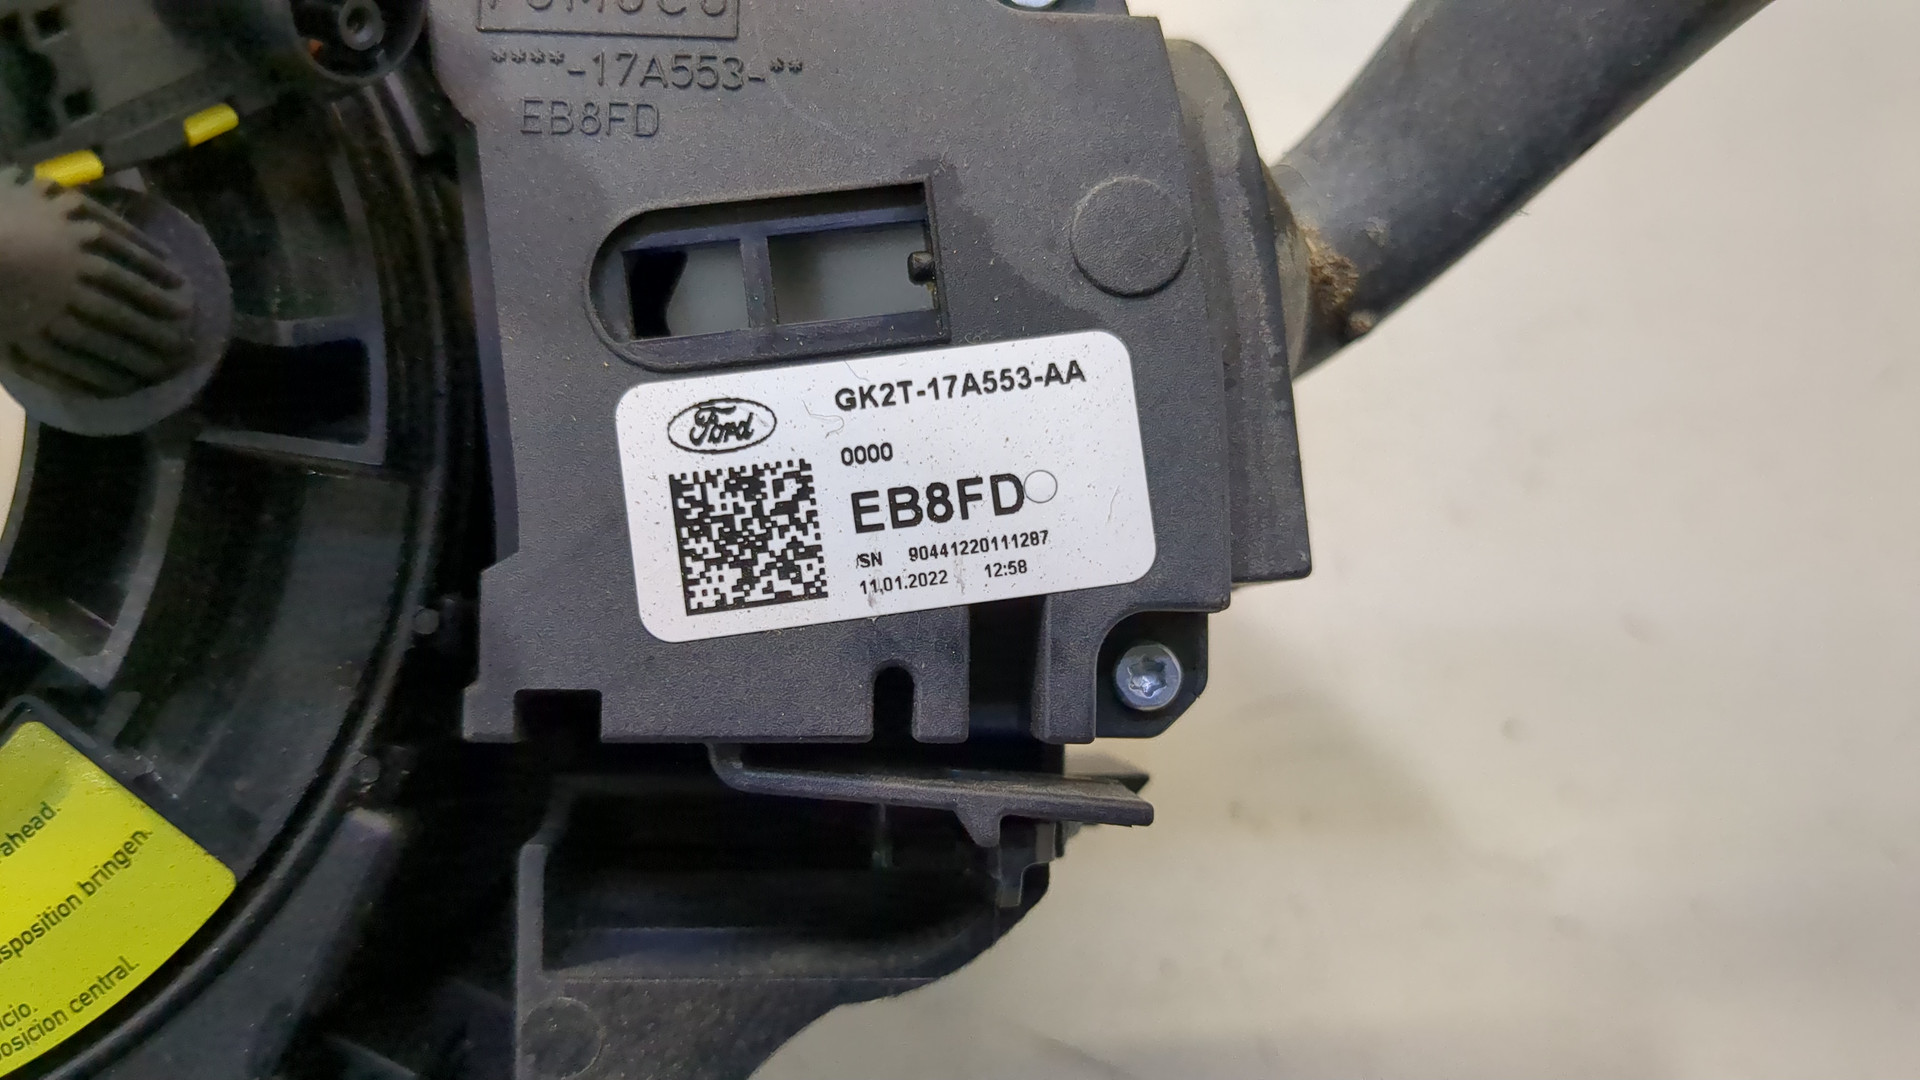 FOMOCO
****-17A553-**
EB8FD
Ford
GK2T-17A553-AA
0000
EB8FD
SN 90441220111287
11.01.2022 12:58
ahead.
sposition bringen.
icio.
osicion central.